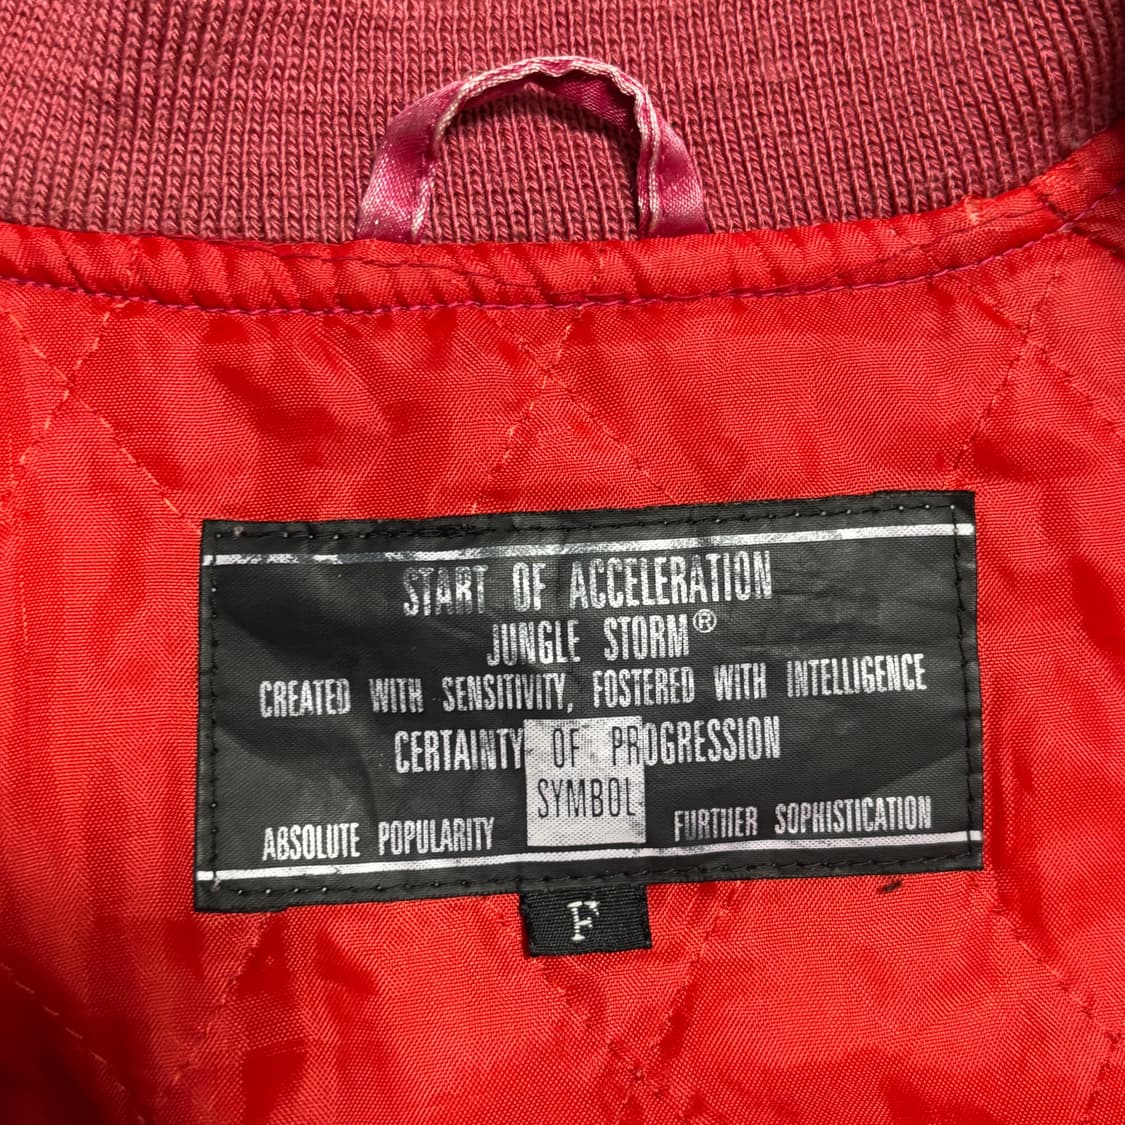 START OF ACCELERATION
JUNGLE STORM®
CREATED WITH SENSITIVITY, FOSTERED WITH INTELLIGENCE
CERTAINTY OF PROGRESSION
SYMBOL
ABSOLUTE POPULARITY FURTHER SOPHISTICATION
F